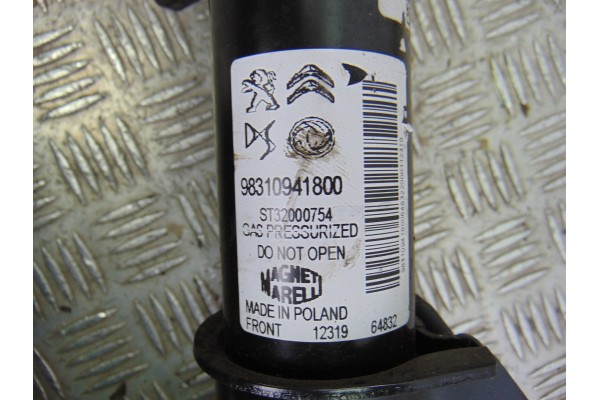 98310941800
ST32000754
GAS PRESSURIZED
DO NOT OPEN
MAGNETI
MARELLI
MADE IN POLAND
FRONT 12319 64832